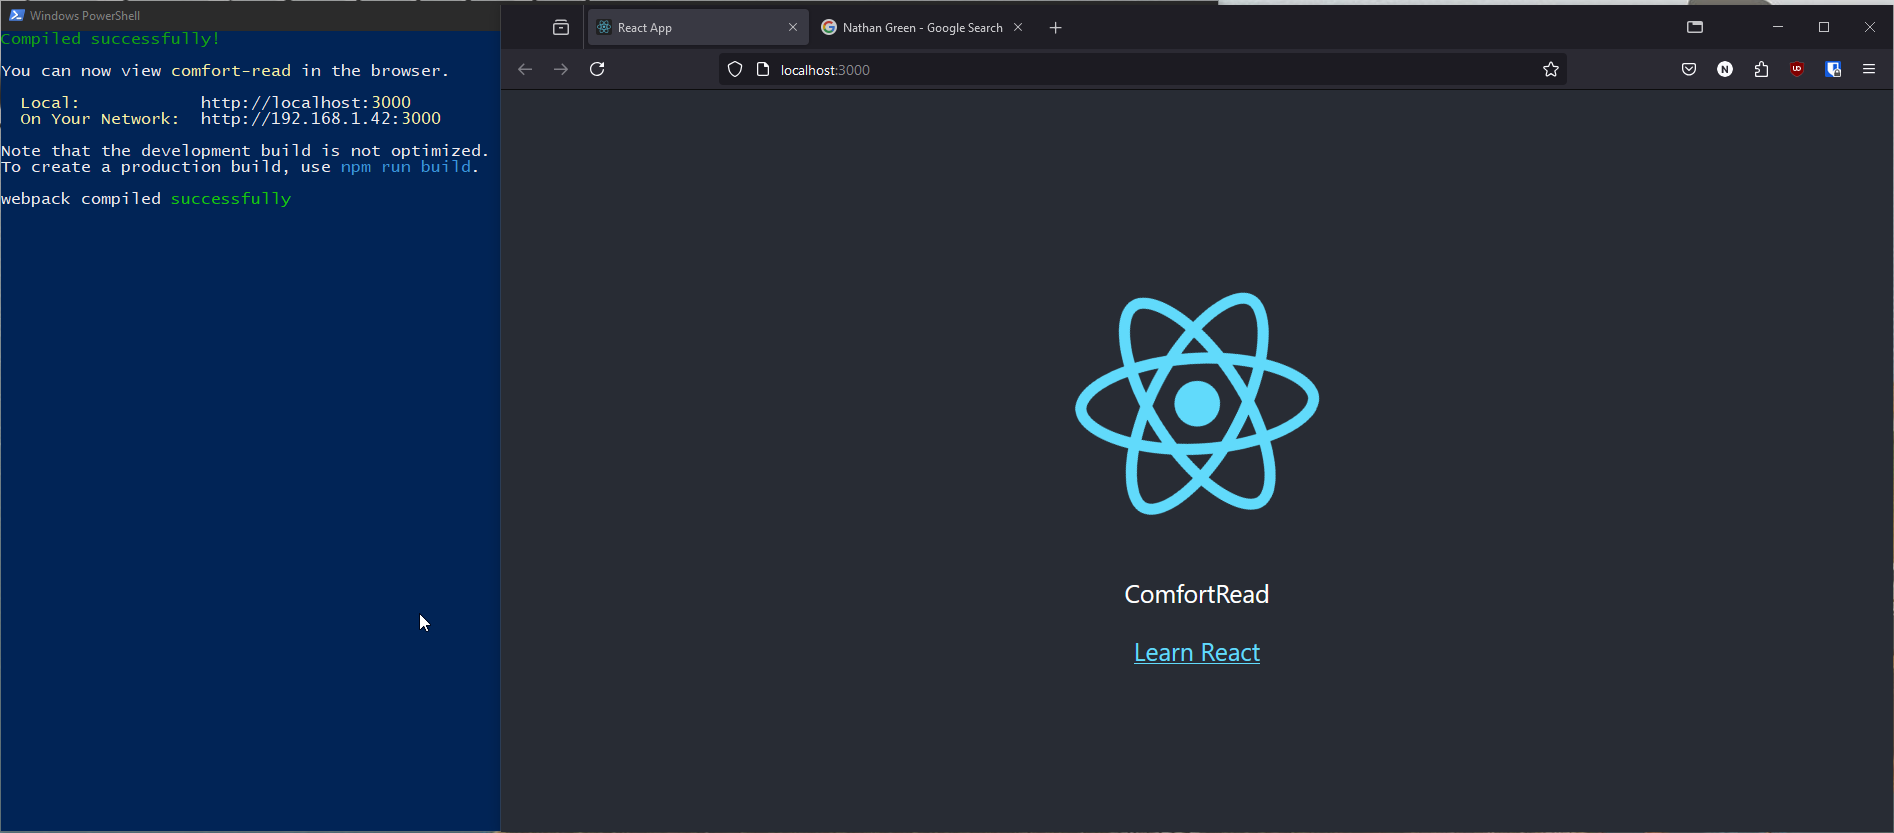 Windows PowerShell
Compiled successfully!
You can now view comfort-read in the browser.
Local: http://localhost:3000
On Your Network: http://192.168.1.42:3000
Note that the development build is not optimized.
To create a production build, use npm run build.
webpack compiled successfully
React App
Nathan Green - Google Search
localhost:3000
N
UO
ComfortRead
Learn React